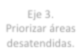 Eje 3.
Priorizar áreas
desatendidas.